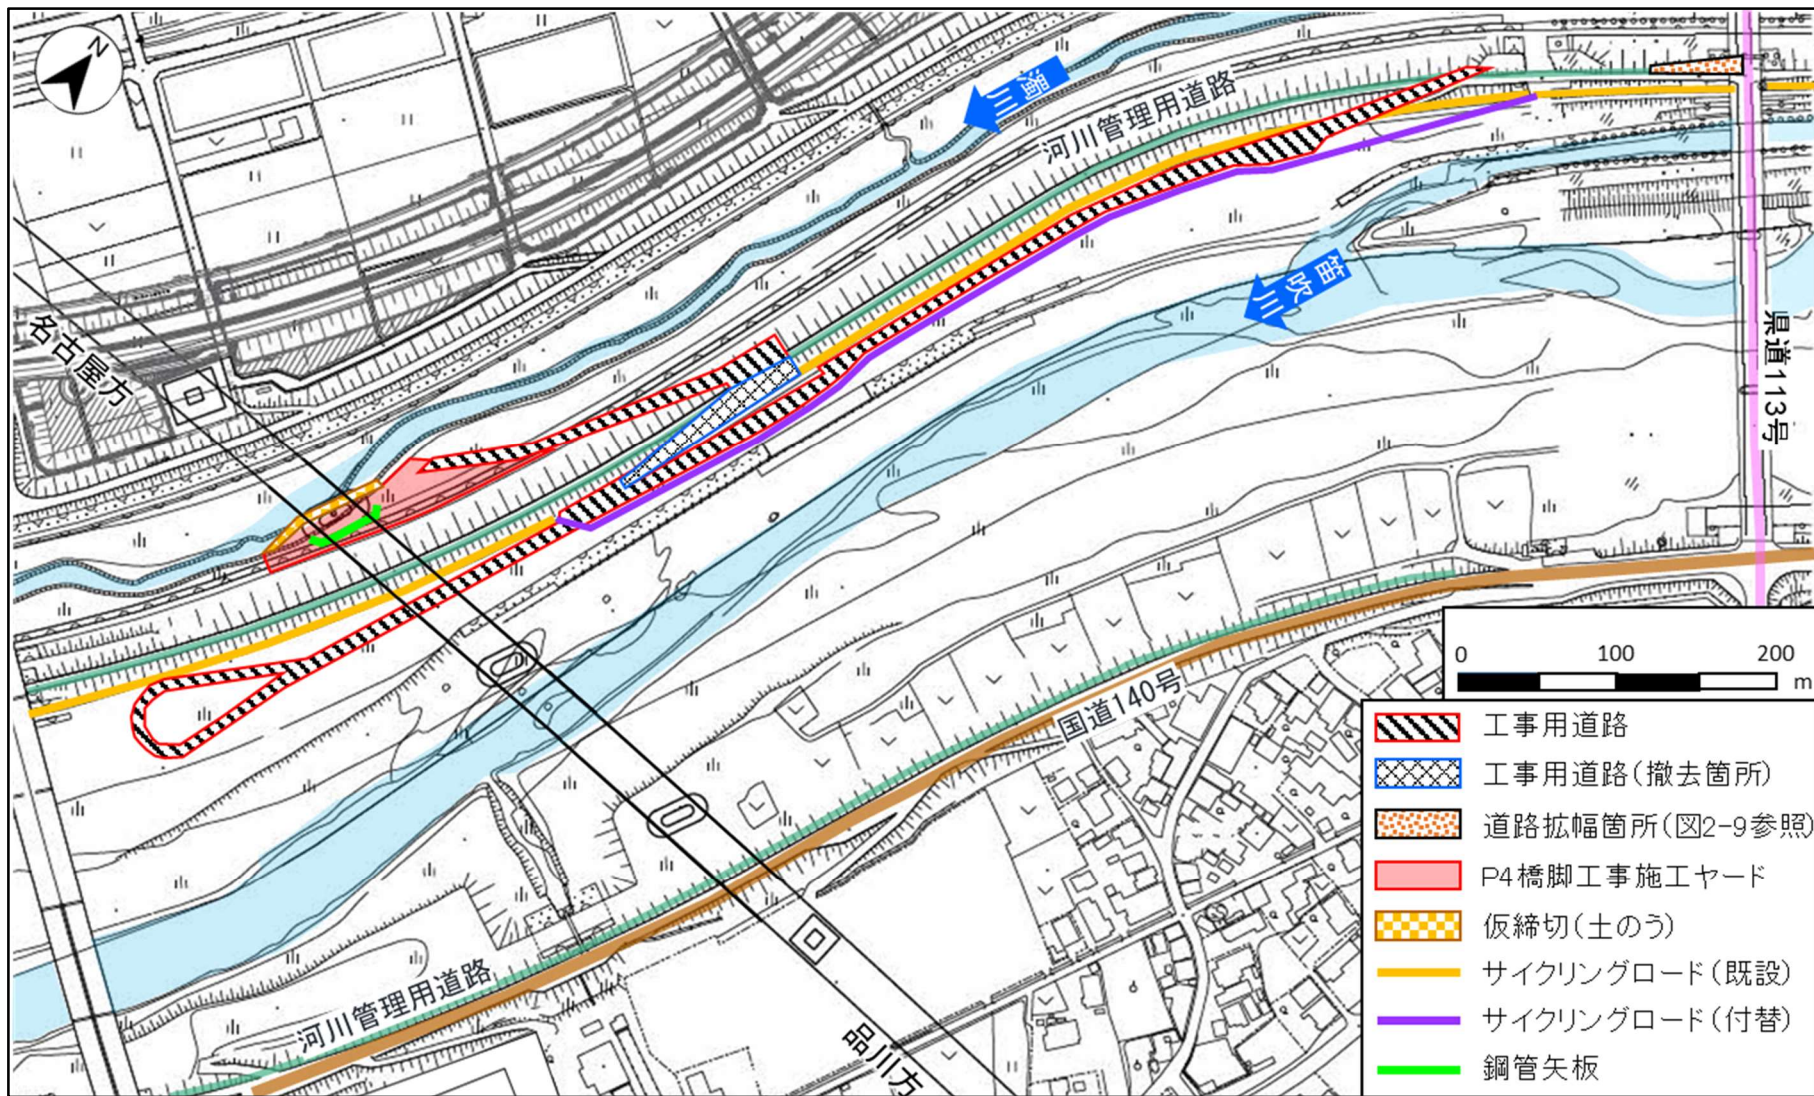 N
濁川
河川管理用道路
笛吹川
県道113号
名古屋方
国道140号
河川管理用道路
品川方
0 100 200
m
工事用道路
工事用道路(撤去箇所)
道路拡幅箇所(図2-9参照)
P4橋脚工事施工ヤード
仮締切(土のう)
サイクリングロード(既設)
サイクリングロード(付替)
鋼管矢板